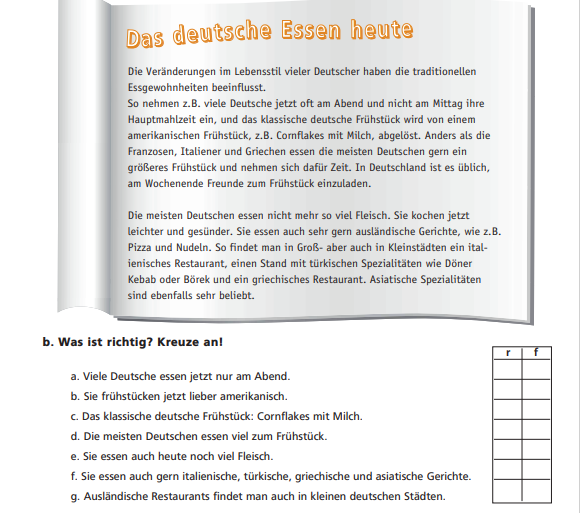 Das deutsche Essen heute
Die Veränderungen im Lebensstil vieler Deutscher haben die traditionellen
Essgewohnheiten beeinflusst.
So nehmen z.B. viele Deutsche jetzt oft am Abend und nicht am Mittag ihre
Hauptmahlzeit ein, und das klassische deutsche Frühstück wird von einem
amerikanischen Frühstück, z.B. Cornflakes mit Milch, abgelöst. Anders als die
Franzosen, Italiener und Griechen essen die meisten Deutschen gern ein
größeres Frühstück und nehmen sich dafür Zeit. In Deutschland ist es üblich,
am Wochenende Freunde zum Frühstück einzuladen.
Die meisten Deutschen essen nicht mehr so viel Fleisch. Sie kochen jetzt
leichter und gesünder. Sie essen auch sehr gern ausländische Gerichte, wie z.B.
Pizza und Nudeln. So findet man in Groß- aber auch in Kleinstädten ein ital-
ienisches Restaurant, einen Stand mit türkischen Spezialitäten wie Döner
Kebab oder Börek und ein griechisches Restaurant. Asiatische Spezialitäten
sind ebenfalls sehr beliebt.
b. Was ist richtig? Kreuze an!
r f
a. Viele Deutsche essen jetzt nur am Abend.
b. Sie frühstücken jetzt lieber amerikanisch.
c. Das klassische deutsche Frühstück: Cornflakes mit Milch.
d. Die meisten Deutschen essen viel zum Frühstück.
e. Sie essen auch heute noch viel Fleisch.
f. Sie essen auch gern italienische, türkische, griechische und asiatische Gerichte.
g. Ausländische Restaurants findet man auch in kleinen deutschen Städten.